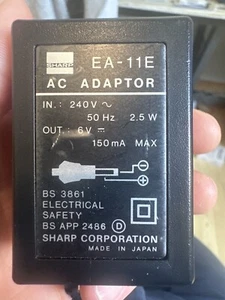 SHARP EA-11E
AC ADAPTOR
IN.: 240V ~
50 Hz 2.5 W
OUT.: 6V ⎓
150 mA MAX
−
+
BS 3861
ELECTRICAL
SAFETY
BS APP 2486 D
SHARP CORPORATION
MADE IN JAPAN